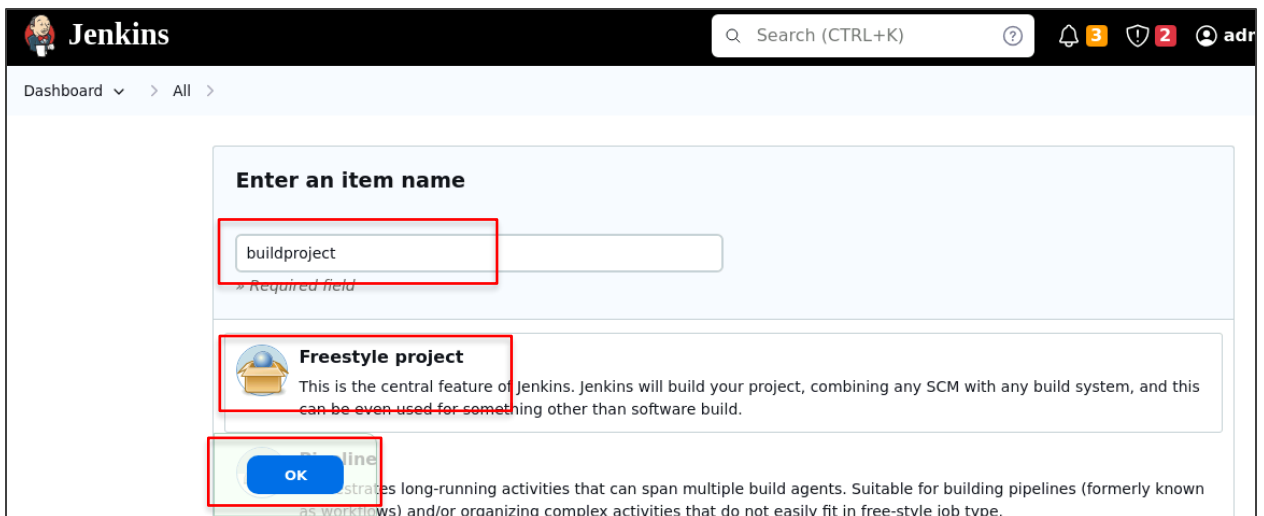 Jenkins
Search (CTRL+K)
3
2
adr
Dashboard
All
Enter an item name
buildproject
» Required field
Freestyle project
This is the central feature of Jenkins. Jenkins will build your project, combining any SCM with any build system, and this
can be even used for something other than software build.
Pipeline
OK
strates long-running activities that can span multiple build agents. Suitable for building pipelines (formerly known
as workflows) and/or organizing complex activities that do not easily fit in free-style job type.